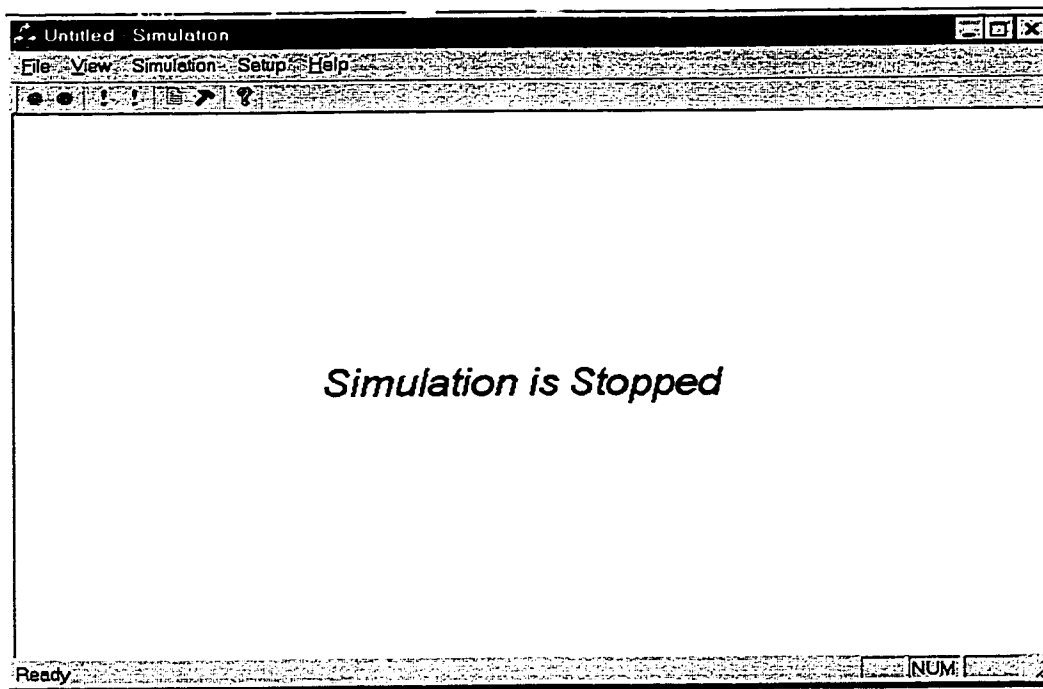 Untitled - Simulation
File View Simulation Setup Help
Simulation is Stopped
Ready NUM